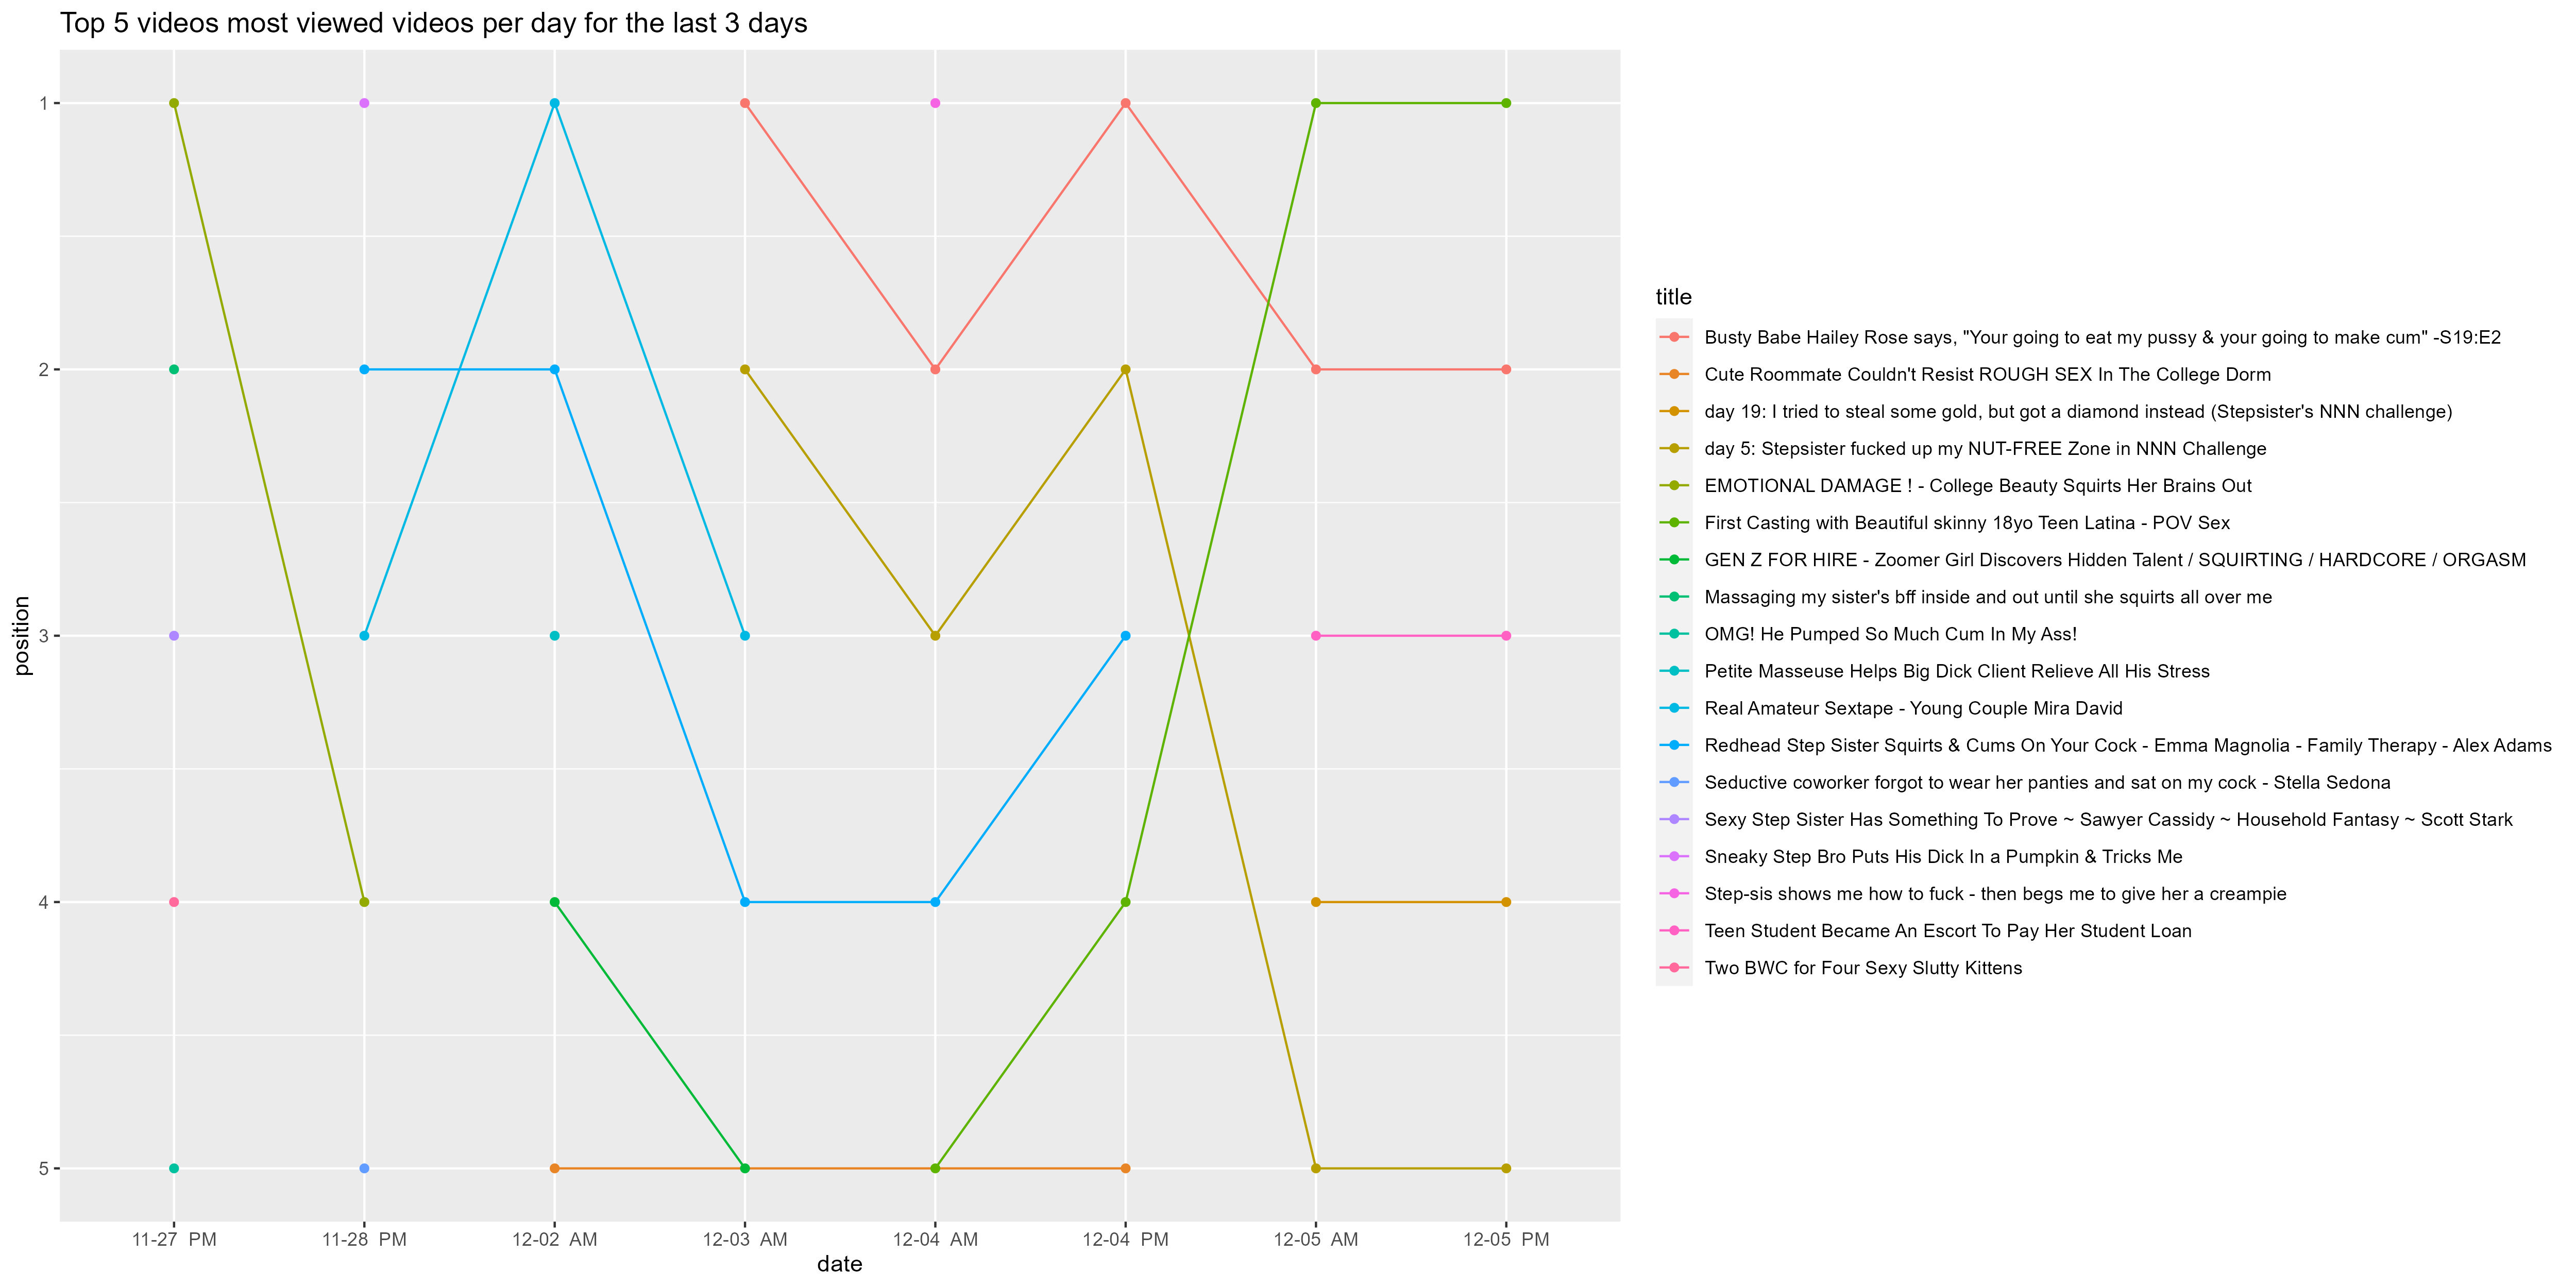 Top 5 videos most viewed videos per day for the last 3 days
position
1
2
3
4
5
11-27 PM
11-28 PM
12-02 AM
12-03 AM
12-04 AM
12-04 PM
12-05 AM
12-05 PM
date
title
Busty Babe Hailey Rose says, "Your going to eat my pussy & your going to make cum" -S19:E2
Cute Roommate Couldn't Resist ROUGH SEX In The College Dorm
day 19: I tried to steal some gold, but got a diamond instead (Stepsister's NNN challenge)
day 5: Stepsister fucked up my NUT-FREE Zone in NNN Challenge
EMOTIONAL DAMAGE ! - College Beauty Squirts Her Brains Out
First Casting with Beautiful skinny 18yo Teen Latina - POV Sex
GEN Z FOR HIRE - Zoomer Girl Discovers Hidden Talent / SQUIRTING / HARDCORE / ORGASM
Massaging my sister's bff inside and out until she squirts all over me
OMG! He Pumped So Much Cum In My Ass!
Petite Masseuse Helps Big Dick Client Relieve All His Stress
Real Amateur Sextape - Young Couple Mira David
Redhead Step Sister Squirts & Cums On Your Cock - Emma Magnolia - Family Therapy - Alex Adams
Seductive coworker forgot to wear her panties and sat on my cock - Stella Sedona
Sexy Step Sister Has Something To Prove ~ Sawyer Cassidy ~ Household Fantasy ~ Scott Stark
Sneaky Step Bro Puts His Dick In a Pumpkin & Tricks Me
Step-sis shows me how to fuck - then begs me to give her a creampie
Teen Student Became An Escort To Pay Her Student Loan
Two BWC for Four Sexy Slutty Kittens